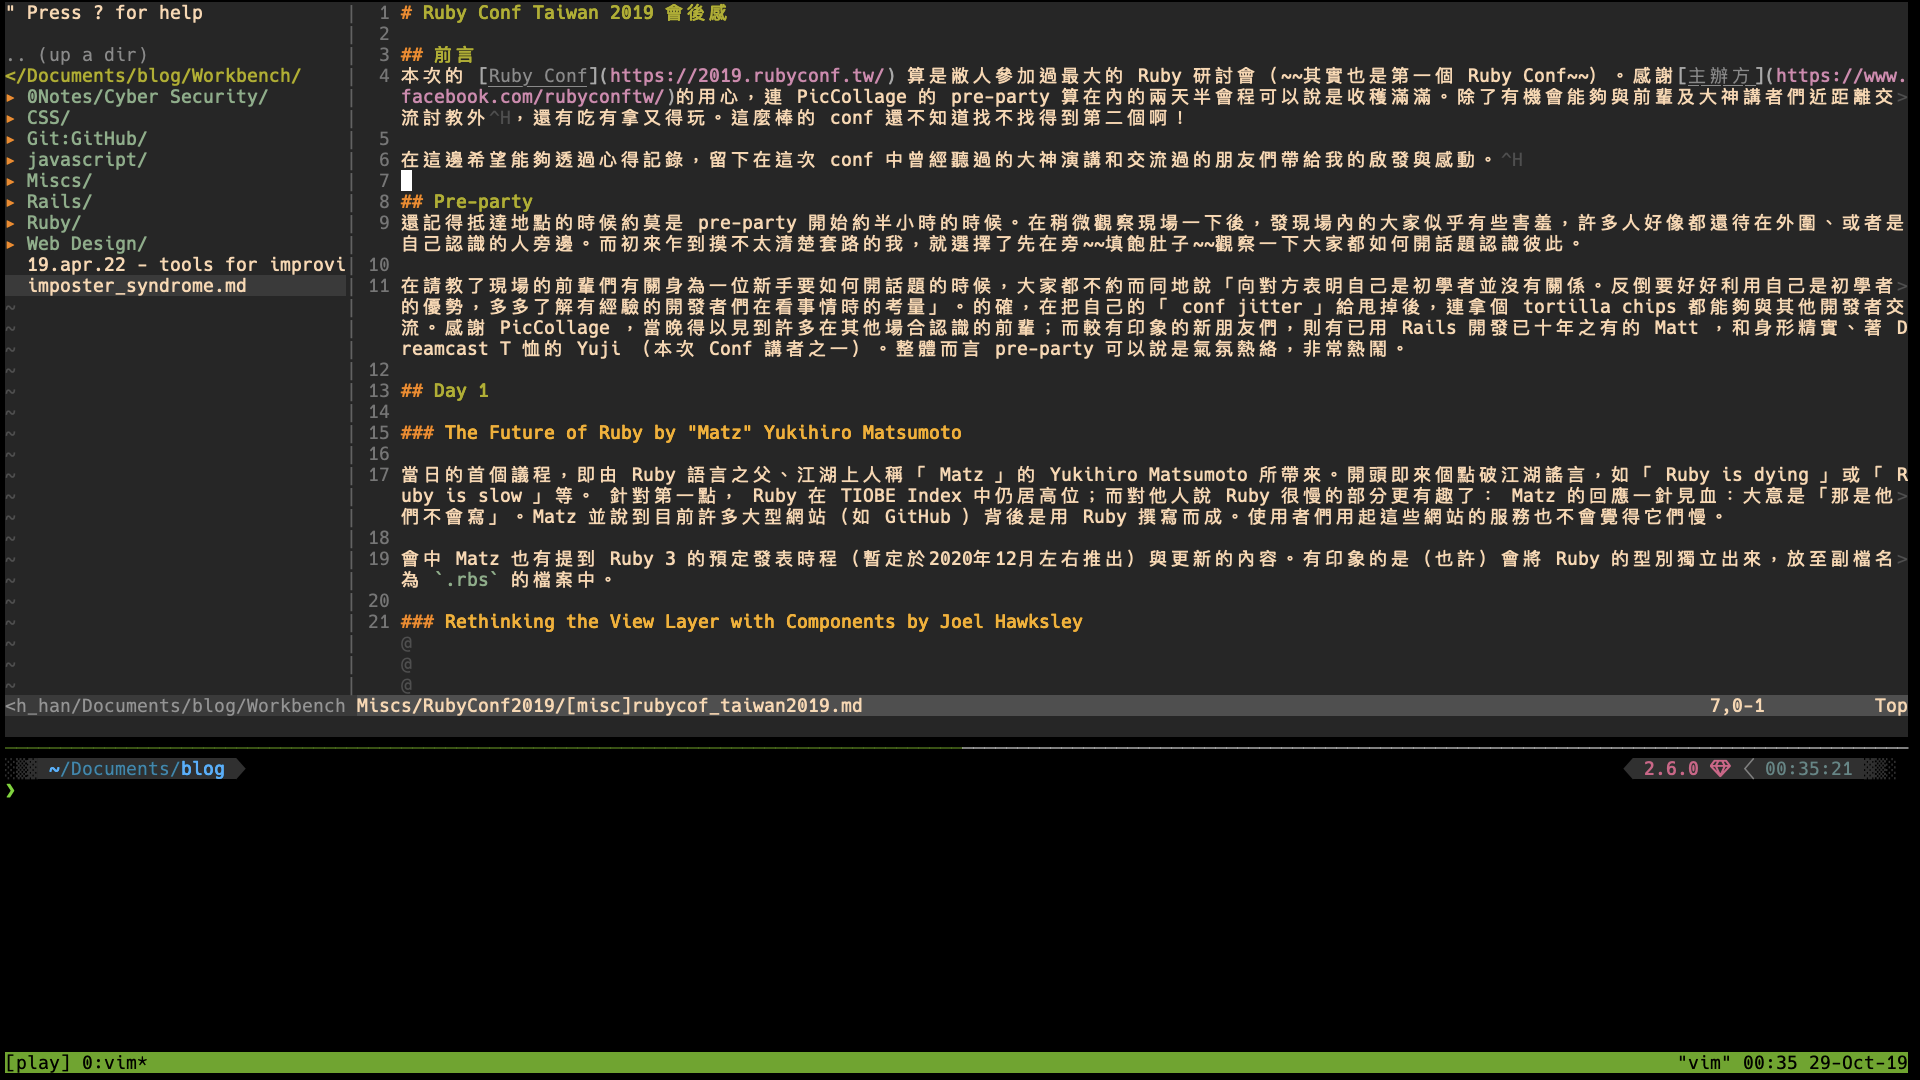 " Press ? for help
.. (up a dir)
</Documents/blog/Workbench/
▸ 0Notes/Cyber Security/
▸ CSS/
▸ Git:GitHub/
▸ javascript/
▸ Miscs/
▸ Rails/
▸ Ruby/
▸ Web Design/
19.apr.22 - tools for improvi
imposter_syndrome.md
<h_han/Documents/blog/Workbench
1 # Ruby Conf Taiwan 2019 會後感
2
3 ## 前言
4 本次的 [Ruby Conf](https://2019.rubyconf.tw/) 算是敝人參加過最大的 Ruby 研討會（~~其實也是第一個 Ruby Conf~~）。感謝[主辦方](https://www.
facebook.com/rubyconftw/)的用心，連 PicCollage 的 pre-party 算在內的兩天半會程可以說是收穫滿滿。除了有機會能夠與前輩及大神講者們近距離交>
流討教外^H，還有吃有拿又得玩。這麼棒的 conf 還不知道找不找得到第二個啊！
5
6 在這邊希望能夠透過心得記錄，留下在這次 conf 中曾經聽過的大神演講和交流過的朋友們帶給我的啟發與感動。^H
7
8 ## Pre-party
9 還記得抵達地點的時候約莫是 pre-party 開始約半小時的時候。在稍微觀察現場一下後，發現場內的大家似乎有些害羞，許多人好像都還待在外圍、或者是
自己認識的人旁邊。而初來乍到摸不太清楚套路的我，就選擇了先在旁~~填飽肚子~~觀察一下大家都如何開話題認識彼此。
10
11 在請教了現場的前輩們有關身為一位新手要如何開話題的時候，大家都不約而同地說「向對方表明自己是初學者並沒有關係。反倒要好好利用自己是初學者>
的優勢，多多了解有經驗的開發者們在看事情時的考量」。的確，在把自己的「 conf jitter 」給甩掉後，連拿個 tortilla chips 都能夠與其他開發者交
流。感謝 PicCollage ，當晚得以見到許多在其他場合認識的前輩；而較有印象的新朋友們，則有已用 Rails 開發已十年之有的 Matt ，和身形精實、著 D
reamcast T 恤的 Yuji （本次 Conf 講者之一）。整體而言 pre-party 可以說是氣氛熱絡，非常熱鬧。
12
13 ## Day 1
14
15 ### The Future of Ruby by "Matz" Yukihiro Matsumoto
16
17 當日的首個議程，即由 Ruby 語言之父、江湖上人稱「 Matz 」的 Yukihiro Matsumoto 所帶來。開頭即來個點破江湖謠言，如「 Ruby is dying 」或「 R
uby is slow 」等。 針對第一點， Ruby 在 TIOBE Index 中仍居高位；而對他人說 Ruby 很慢的部分更有趣了： Matz 的回應一針見血：大意是「那是他>
們不會寫」。Matz 並說到目前許多大型網站（如 GitHub ）背後是用 Ruby 撰寫而成。使用者們用起這些網站的服務也不會覺得它們慢。
18
19 會中 Matz 也有提到 Ruby 3 的預定發表時程（暫定於2020年12月左右推出）與更新的內容。有印象的是（也許）會將 Ruby 的型別獨立出來，放至副檔名>
為 `.rbs` 的檔案中。
20
21 ### Rethinking the View Layer with Components by Joel Hawksley
@
@
@
Miscs/RubyConf2019/[misc]rubycof_taiwan2019.md 7,0-1 Top
~/Documents/blog 2.6.0 00:35:21
❯
[play] 0:vim* "vim" 00:35 29-Oct-19